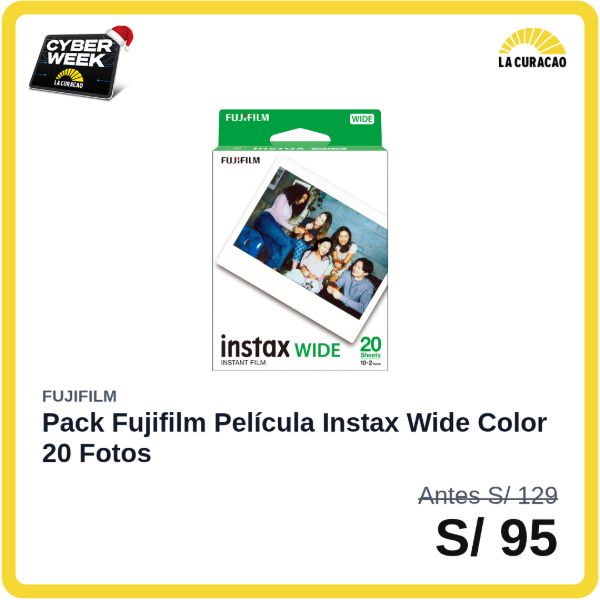 CYBER
WEEK
LA CURACAO
LA CURACAO
FUJIFILM
WIDE
FUJIFILM
instax WIDE
INSTANT FILM
20
Sheets
FUJIFILM
Pack Fujifilm Película Instax Wide Color
20 Fotos
Antes S/ 129
S/ 95